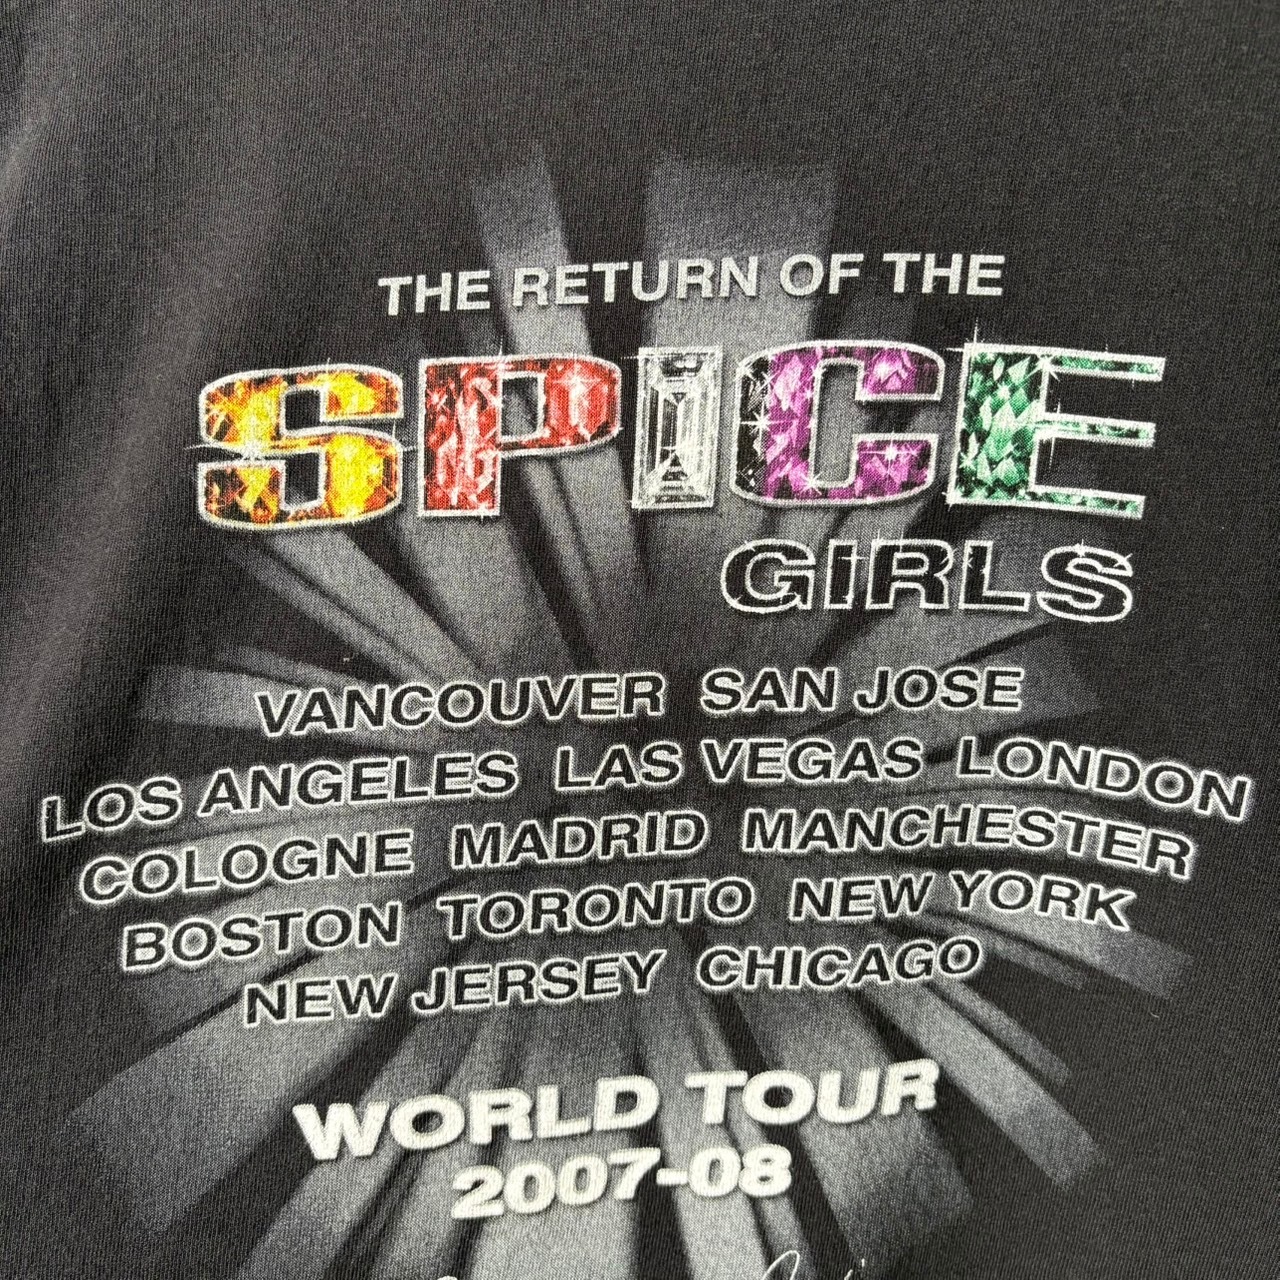 THE RETURN OF THE
SPICE
GIRLS
VANCOUVER SAN JOSE
LOS ANGELES LAS VEGAS LONDON
COLOGNE MADRID MANCHESTER
BOSTON TORONTO NEW YORK
NEW JERSEY CHICAGO
WORLD TOUR
2007-08